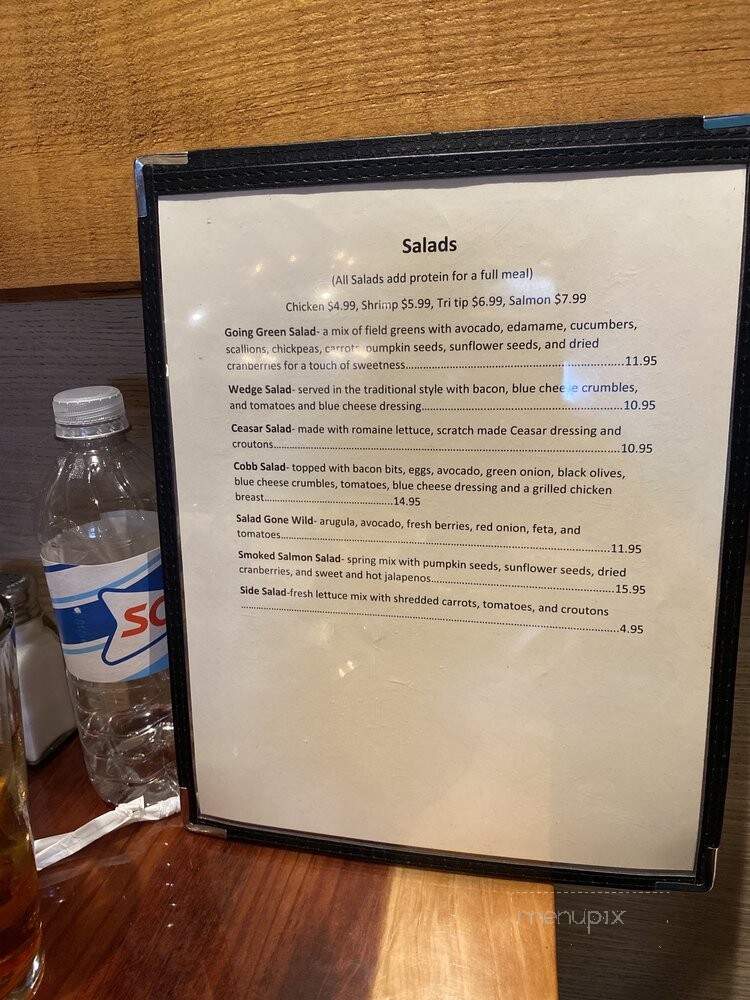 Salads
(All Salads add protein for a full meal)
Chicken $4.99, Shrimp $5.99, Tri tip $6.99, Salmon $7.99
Going Green Salad- a mix of field greens with avocado, edamame, cucumbers,
scallions, chickpeas, carrots, pumpkin seeds, sunflower seeds, and dried
cranberries for a touch of sweetness..............................................................11.95
Wedge Salad- served in the traditional style with bacon, blue cheese crumbles,
and tomatoes and blue cheese dressing.........................................................10.95
Ceasar Salad- made with romaine lettuce, scratch made Ceasar dressing and
croutons.....................................................................................................10.95
Cobb Salad- topped with bacon bits, eggs, avocado, green onion, black olives,
blue cheese crumbles, tomatoes, blue cheese dressing and a grilled chicken
breast.....................................14.95
Salad Gone Wild- arugula, avocado, fresh berries, red onion, feta, and
tomatoes................................................................................................11.95
Smoked Salmon Salad- spring mix with pumpkin seeds, sunflower seeds, dried
cranberries, and sweet and hot jalapenos.....................................................15.95
Side Salad-fresh lettuce mix with shredded carrots, tomatoes, and croutons
...........................................................................................................4.95
menupix